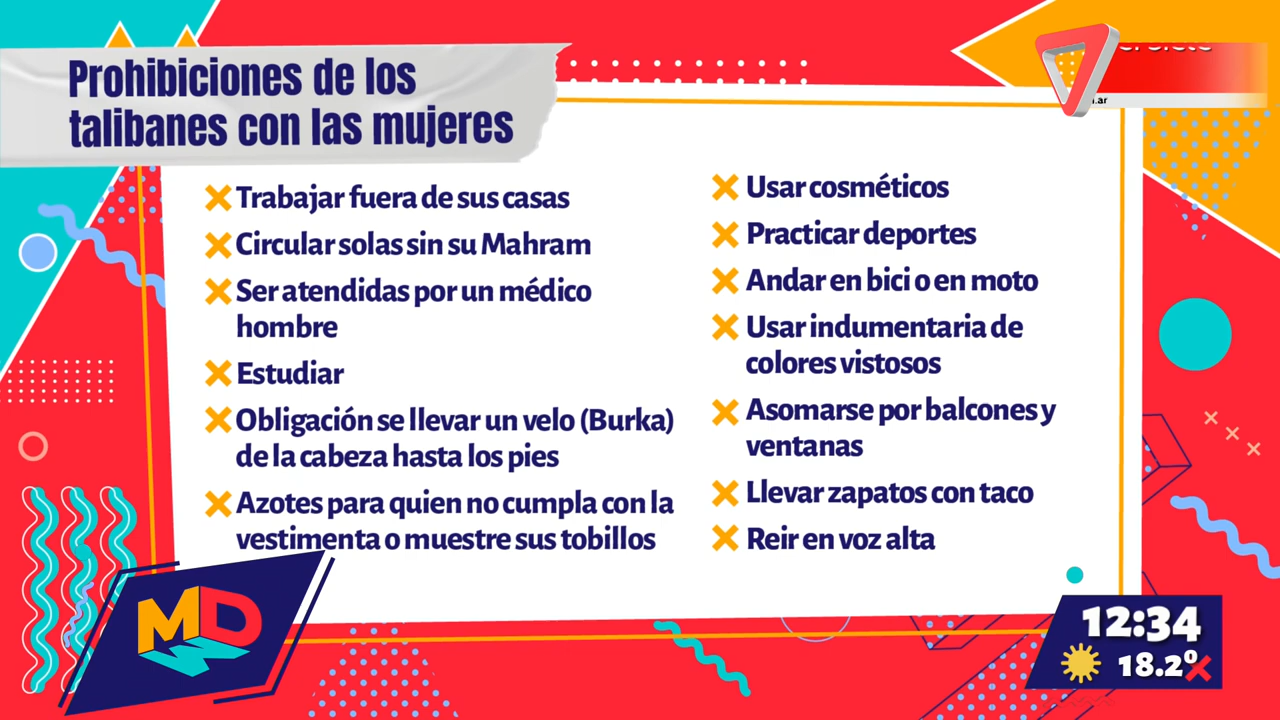 Prohibiciones de los
talibanes con las mujeres
Trabajar fuera de sus casas
Circular solas sin su Mahram
Ser atendidas por un médico
hombre
Estudiar
Obligación se llevar un velo (Burka)
de la cabeza hasta los pies
Azotes para quien no cumpla con la
vestimenta o muestre sus tobillos
Usar cosméticos
Practicar deportes
Andar en bici o en moto
Usar indumentaria de
colores vistosos
Asomarse por balcones y
ventanas
Llevar zapatos con taco
Reir en voz alta
MD
12:34
18.2º